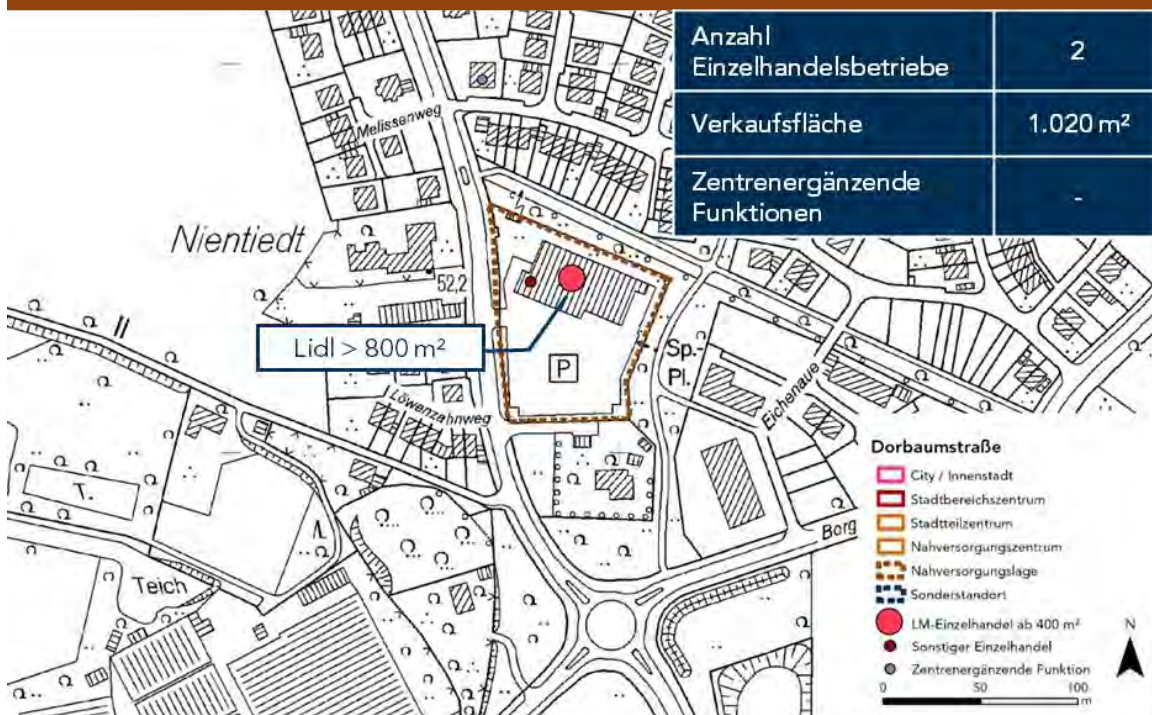 Anzahl
Einzelhandelsbetriebe
2
Verkaufsfläche
1.020 m²
Zentrenergänzende
Funktionen
-
Melissenweg
Nientiedt
52,2
II
Lidl > 800 m²
P
Sp.-
Pl.
Eichenaue
Löwenzahnweg
T.
Teich
Borg
Dorbaumstraße
City / Innenstadt
Stadtbereichszentrum
Stadtteilzentrum
Nahversorgungszentrum
Nahversorgungslage
Sonderstandort
LM-Einzelhandel ab 400 m²
Sonstiger Einzelhandel
Zentrenergänzende Funktion
N
0 50 100
m